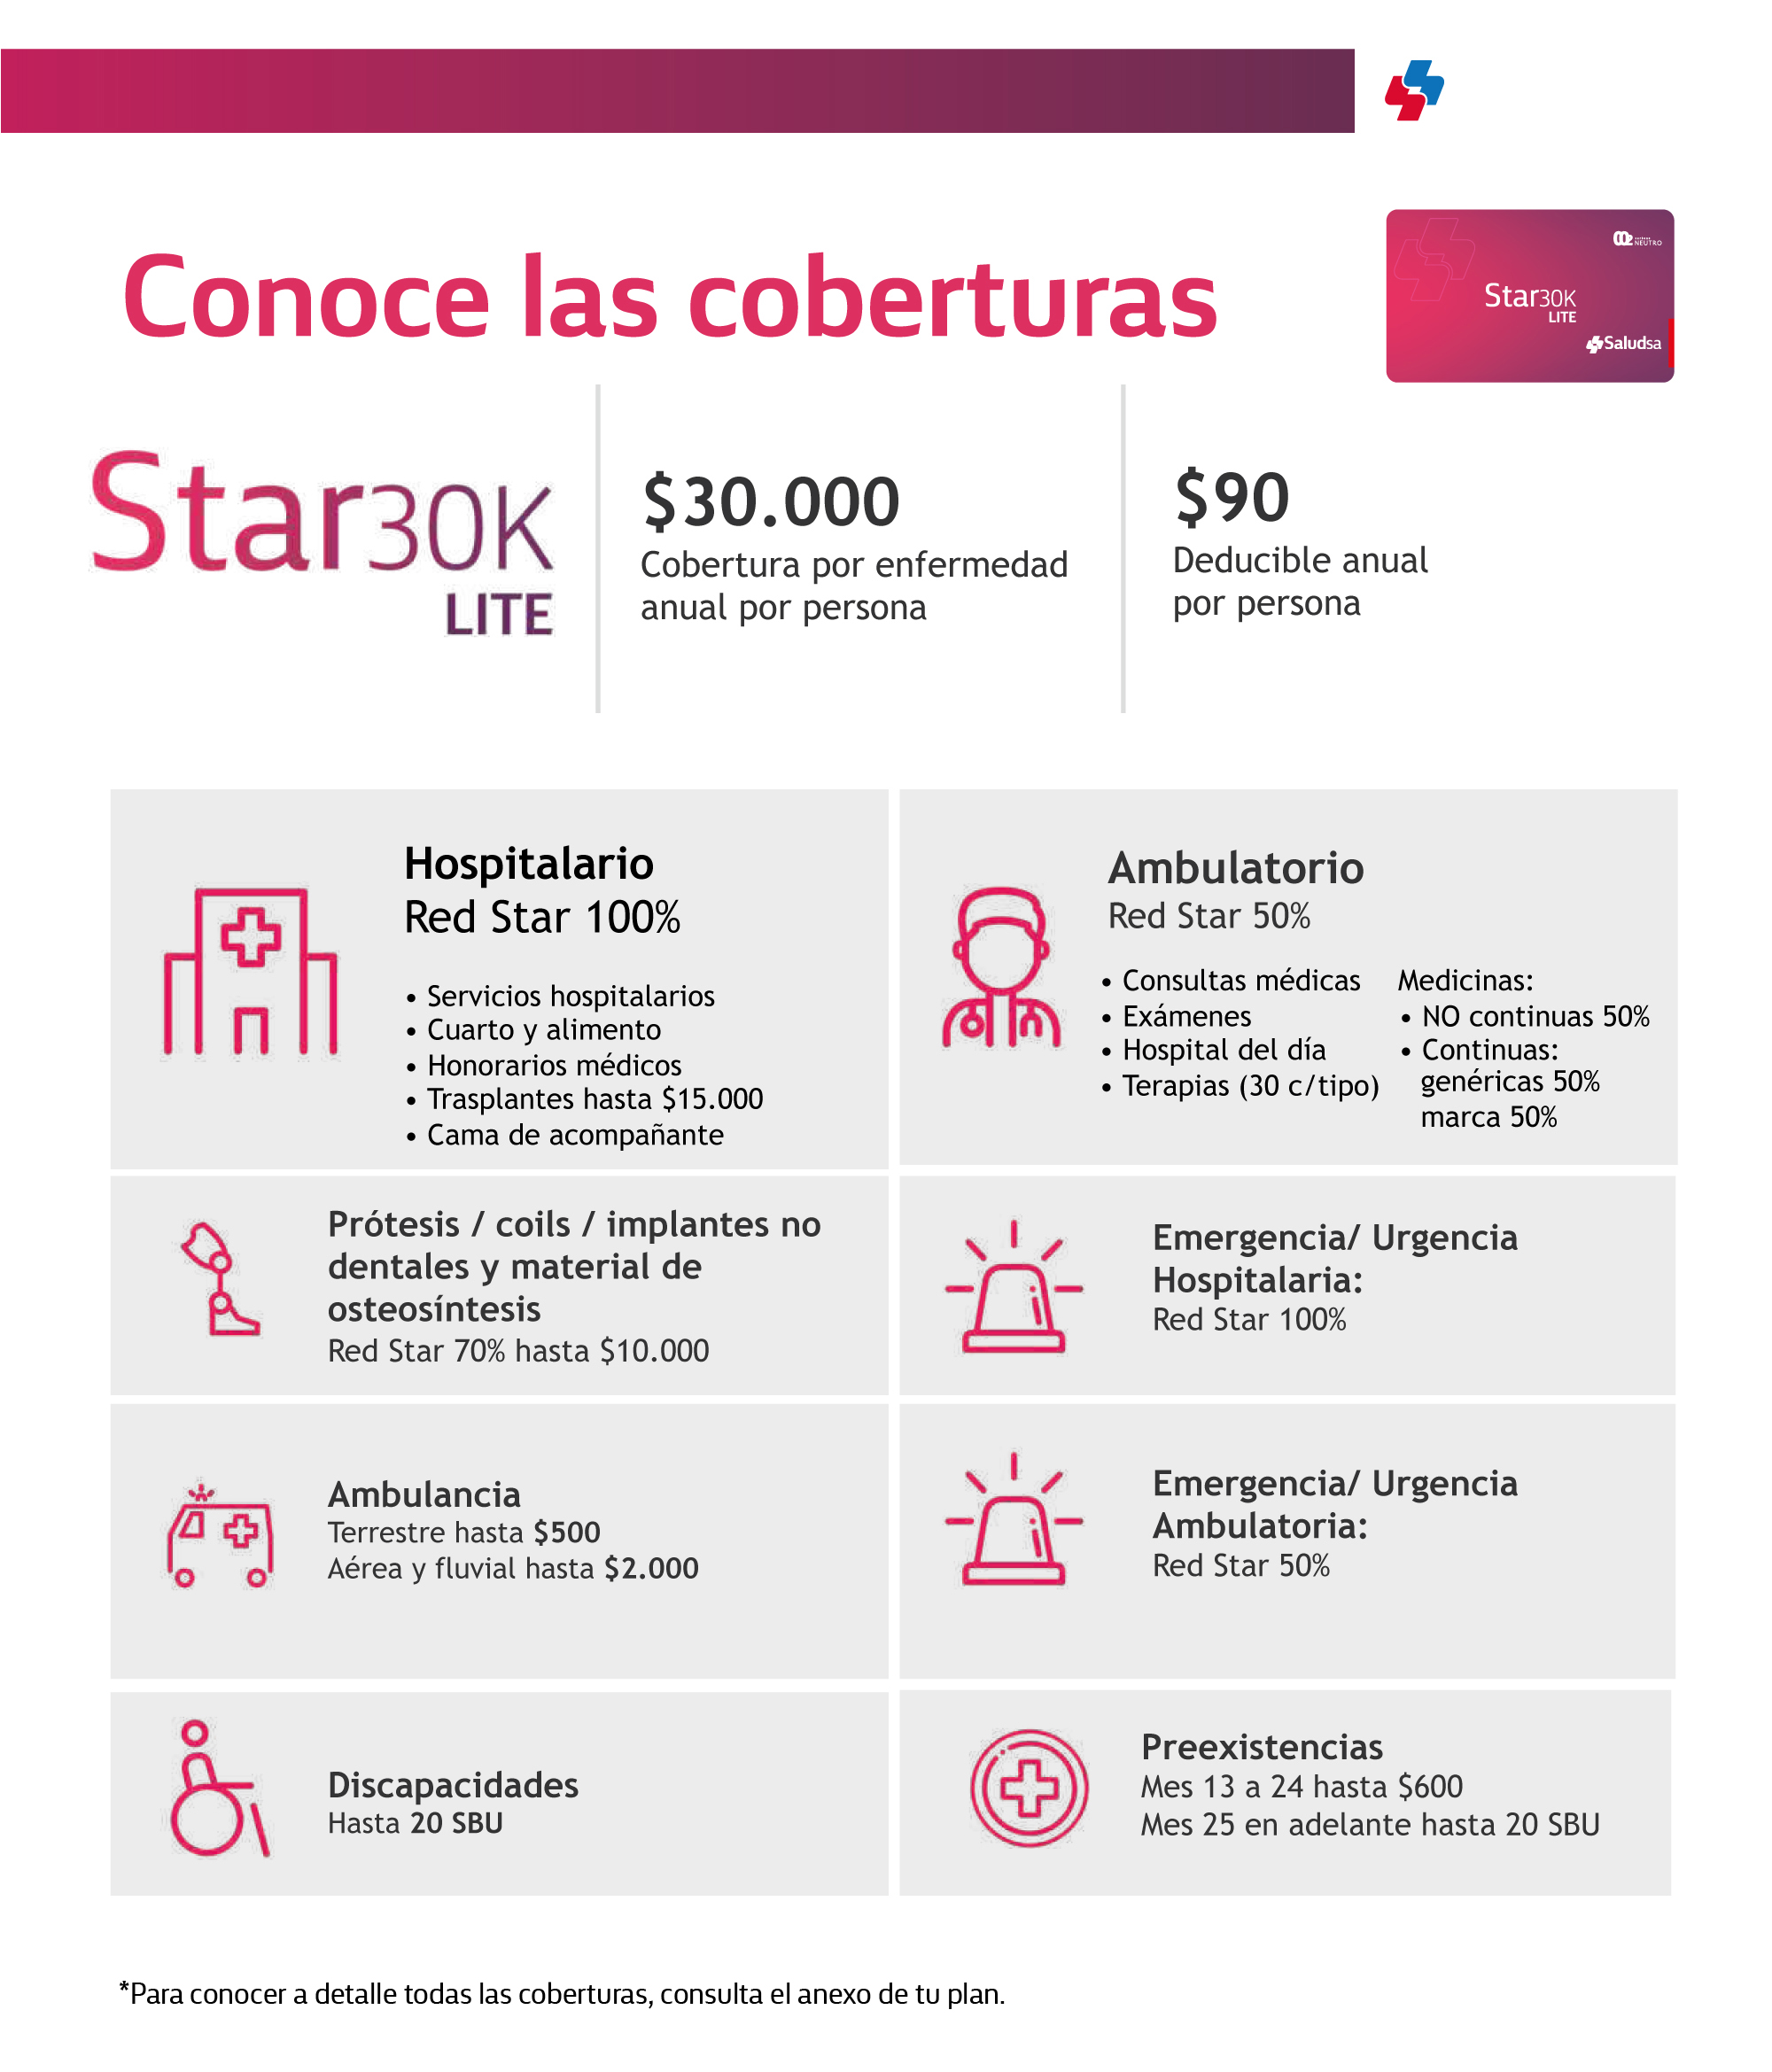 Conoce las coberturas
NEUTRO
Star30K
LITE
Saludsa
Star30K
LITE
$30.000
Cobertura por enfermedad
anual por persona
$90
Deducible anual
por persona
Hospitalario
Red Star 100%
• Servicios hospitalarios
• Cuarto y alimento
• Honorarios médicos
• Trasplantes hasta $15.000
• Cama de acompañante
Ambulatorio
Red Star 50%
• Consultas médicas
• Exámenes
• Hospital del día
• Terapias (30 c/tipo)
Medicinas:
• NO continuas 50%
• Continuas:
genéricas 50%
marca 50%
Prótesis / coils / implantes no
dentales y material de
osteosíntesis
Red Star 70% hasta $10.000
Emergencia/ Urgencia
Hospitalaria:
Red Star 100%
Ambulancia
Terrestre hasta $500
Aérea y fluvial hasta $2.000
Emergencia/ Urgencia
Ambulatoria:
Red Star 50%
Discapacidades
Hasta 20 SBU
Preexistencias
Mes 13 a 24 hasta $600
Mes 25 en adelante hasta 20 SBU
*Para conocer a detalle todas las coberturas, consulta el anexo de tu plan.